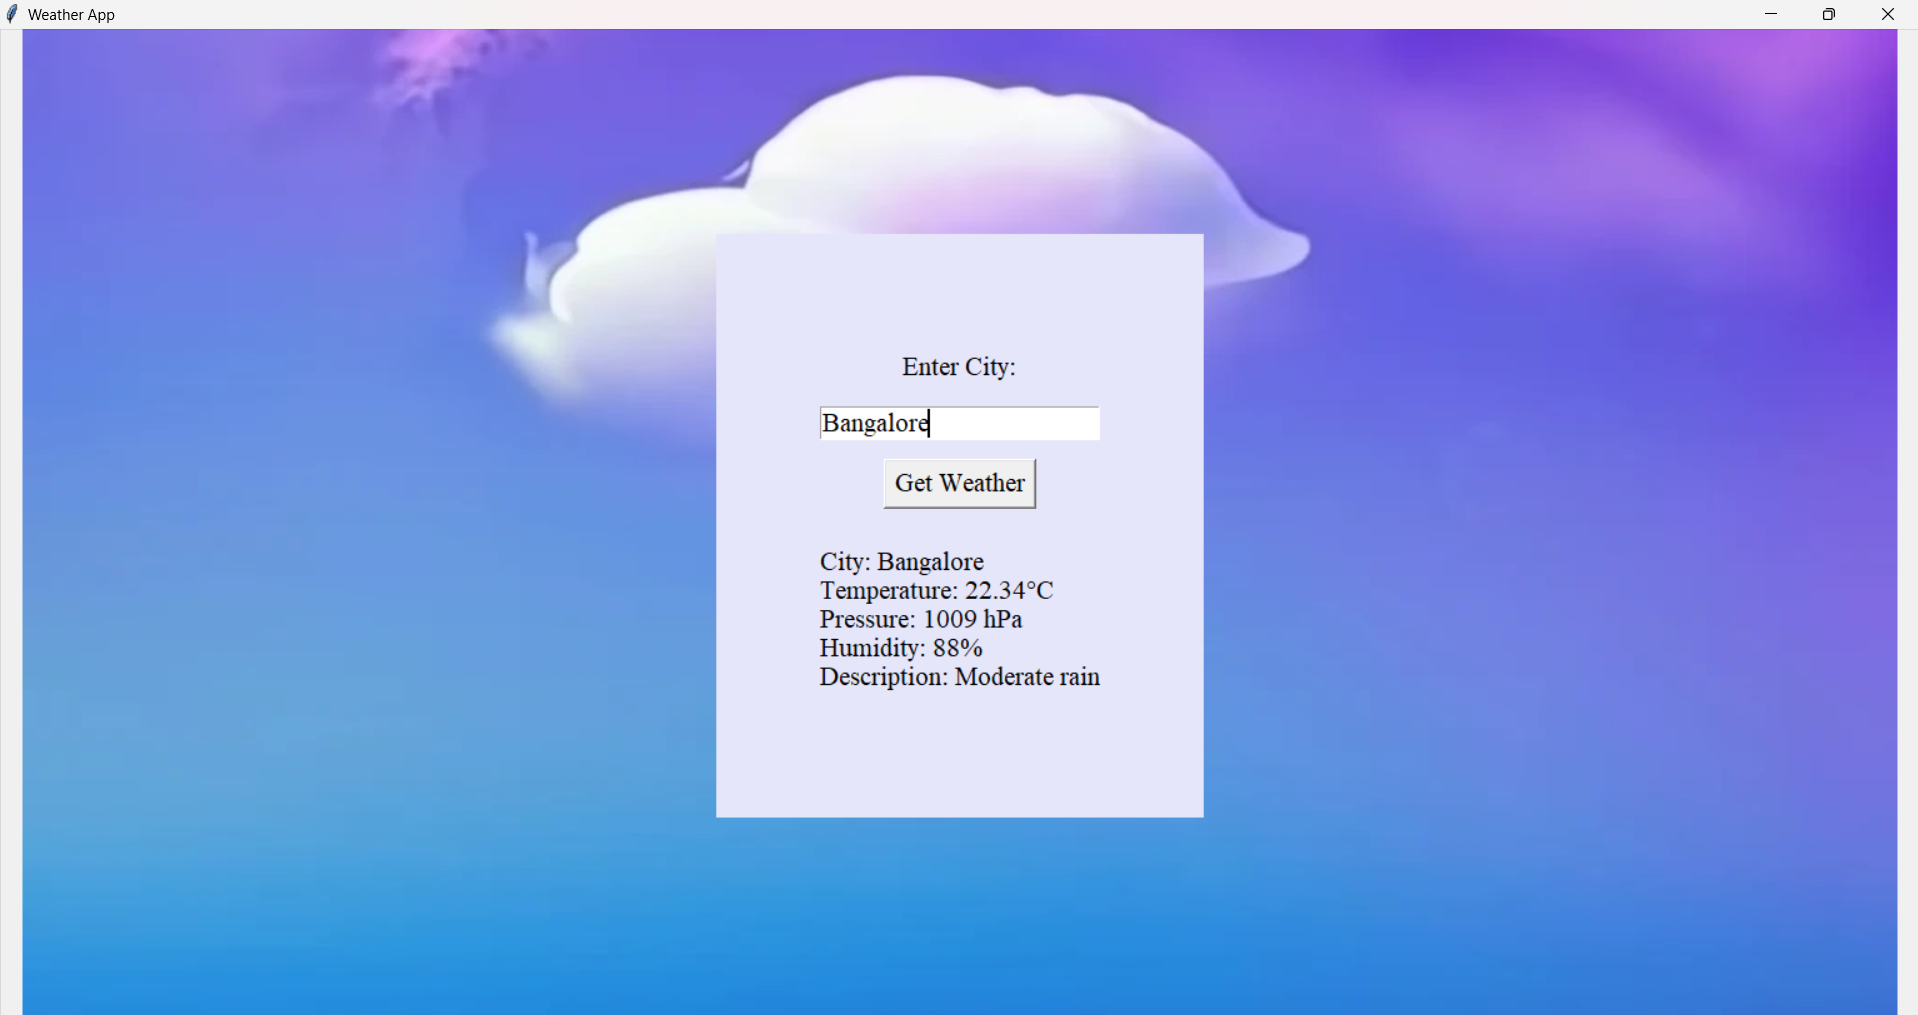 Weather App
Enter City:
Bangalore
Get Weather
City: Bangalore
Temperature: 22.34°C
Pressure: 1009 hPa
Humidity: 88%
Description: Moderate rain